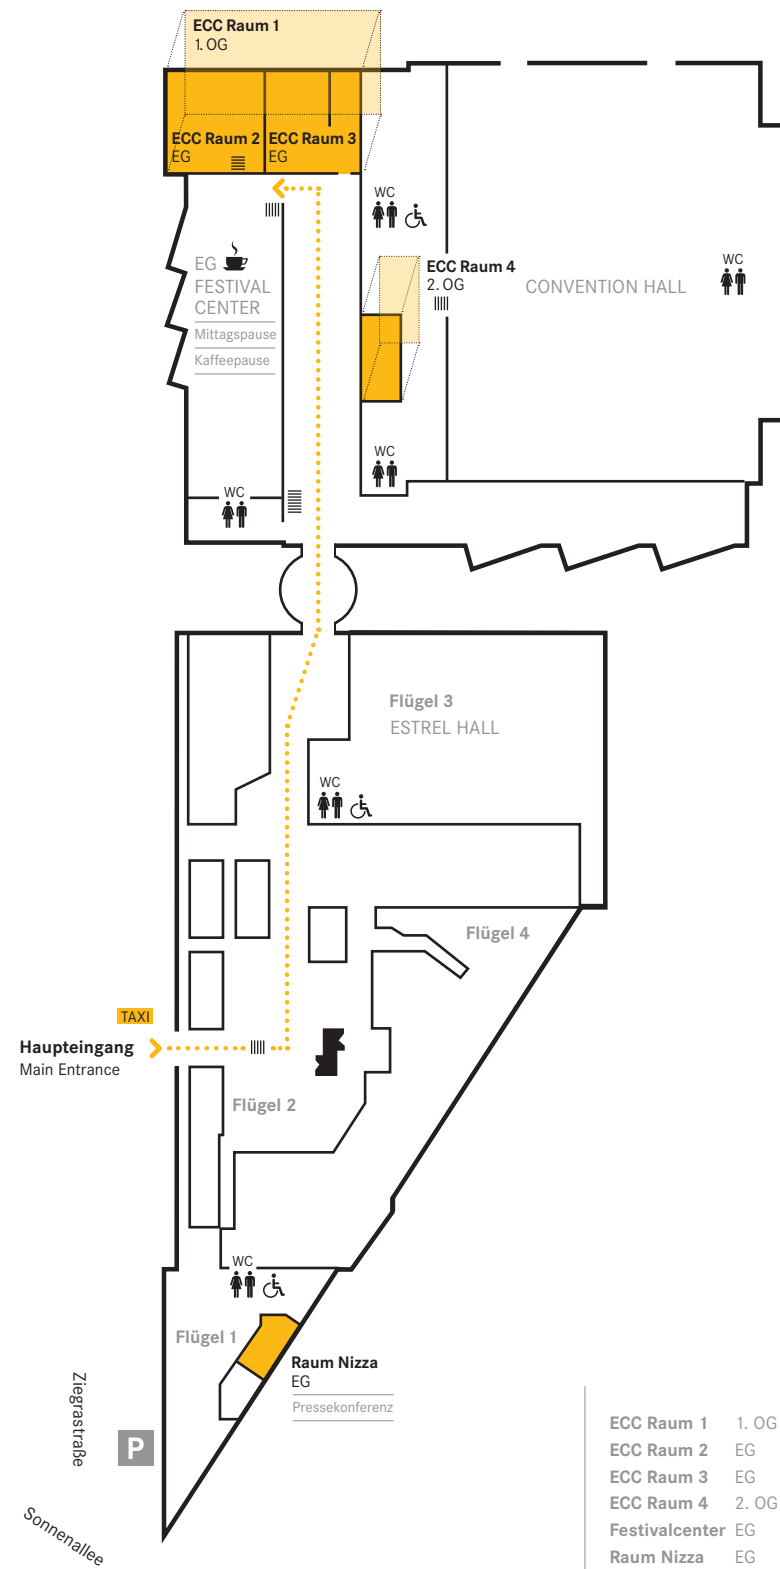 ECC Raum 1
1. OG
ECC Raum 2
EG
ECC Raum 3
EG
WC
EG
FESTIVAL
CENTER
Mittagspause
Kaffeepause
ECC Raum 4
2. OG
CONVENTION HALL
WC
WC
WC
Flügel 3
ESTREL HALL
WC
Flügel 4
TAXI
Haupteingang
Main Entrance
Flügel 2
WC
Flügel 1
Raum Nizza
EG
Pressekonferenz
Ziegrastraße
P
Sonnenallee
ECC Raum 1 1. OG
ECC Raum 2 EG
ECC Raum 3 EG
ECC Raum 4 2. OG
Festivalcenter EG
Raum Nizza EG